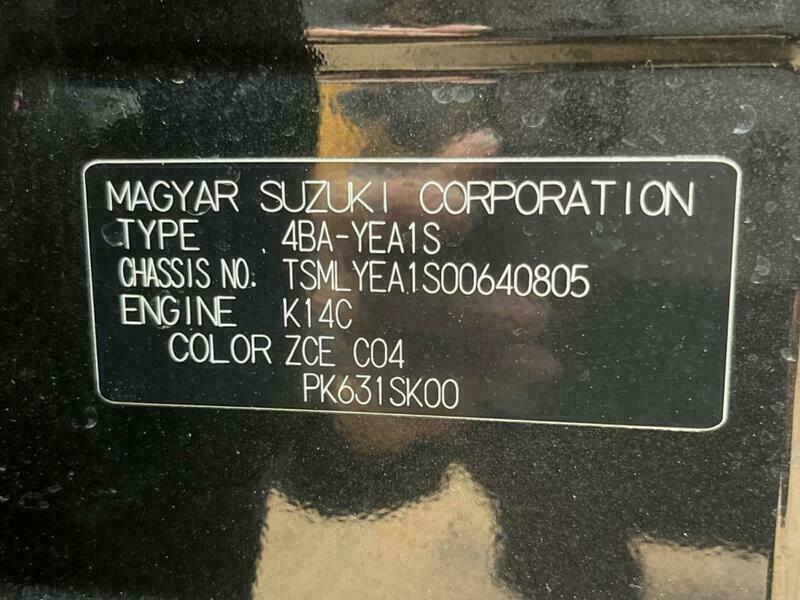 MAGYAR SUZUKI CORPORATION
TYPE 4BA-YEA1S
CHASSIS NO. TSMLYEA1S00640805
ENGINE K14C
COLOR ZCE C04
PK631SK00